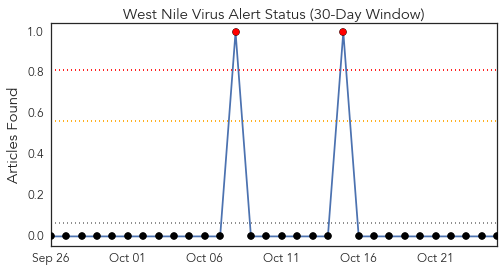 West Nile Virus Alert Status (30-Day Window)
Articles Found
1.0
0.8
0.6
0.4
0.2
0.0
Sep 26 Oct 01 Oct 06 Oct 11 Oct 16 Oct 21